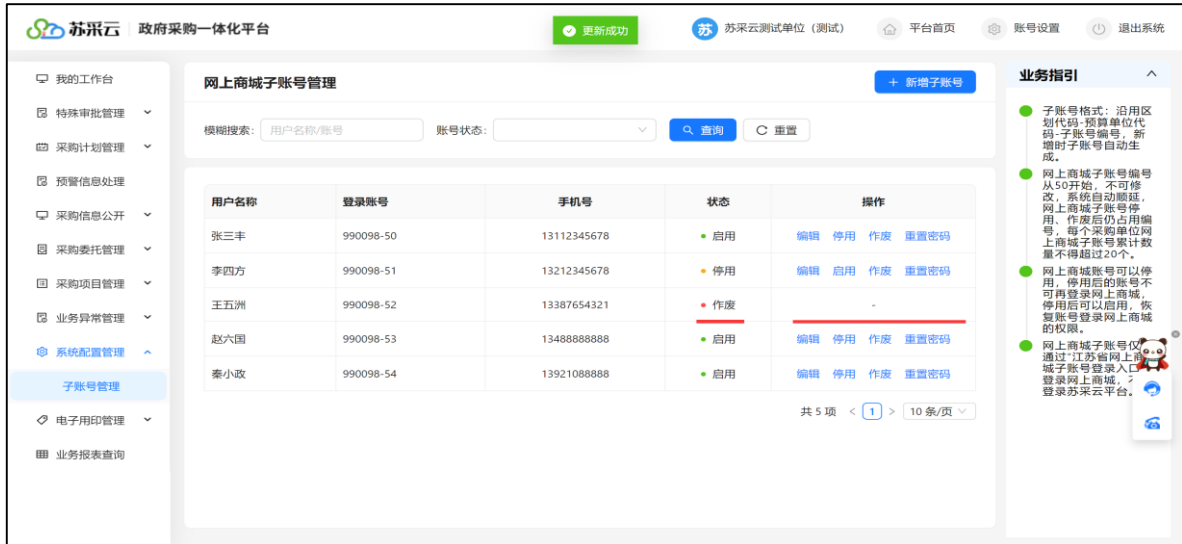 苏采云 政府采购一体化平台
更新成功
苏 苏采云测试单位（测试） 平台首页 账号设置 退出系统
我的工作台
特殊审批管理
采购计划管理
预警信息处理
采购信息公开
采购委托管理
采购项目管理
业务异常管理
系统配置管理
子账号管理
电子用印管理
业务报表查询
网上商城子账号管理
+ 新增子账号
模糊搜索: 用户名称/账号 账号状态: 查询 重置
用户名称 登录账号 手机号 状态 操作
张三丰 990098-50 13112345678 启用 编辑 停用 作废 重置密码
李四方 990098-51 13212345678 停用 编辑 启用 作废 重置密码
王五洲 990098-52 13387654321 作废 -
赵六国 990098-53 13488888888 启用 编辑 停用 作废 重置密码
秦小政 990098-54 13921088888 启用 编辑 停用 作废 重置密码
共 5 项 < 1 > 10 条/页
业务指引
子账号格式：沿用区
划代码-预算单位代
码-子账号编号，新
增时子账号自动生
成。
网上商城子账号编号
从50开始，不可修
改，系统自动顺延，
网上商城子账号停
用、作废后仍占用编
号，每个采购单位网
上商城子账号累计数
量不得超过20个。
网上商城账号可以停
用，停用后的账号不
可再登录网上商城，
停用后可以启用，恢
复账号登录网上商城
的权限。
网上商城子账号仅
通过“江苏省网上商
城子账号登录入口
登录网上商城，
登录苏采云平台。